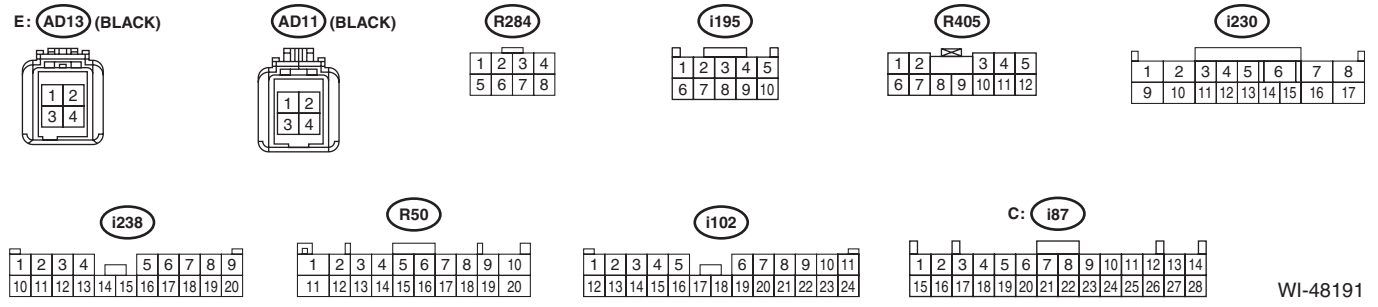 E: AD13 (BLACK)
AD11 (BLACK)
R284
i195
R405
i230
1 2
3 4
1 2
3 4
1 2 3 4
5 6 7 8
1 2 3 4 5
6 7 8 9 10
1 2 3 4 5
6 7 8 9 10 11 12
1 2 3 4 5 6 7 8
9 10 11 12 13 14 15 16 17
i238
R50
i102
C: i87
1 2 3 4 5 6 7 8 9
10 11 12 13 14 15 16 17 18 19 20
1 2 3 4 5 6 7 8 9 10
11 12 13 14 15 16 17 18 19 20
1 2 3 4 5 6 7 8 9 10 11
12 13 14 15 16 17 18 19 20 21 22 23 24
1 2 3 4 5 6 7 8 9 10 11 12 13 14
15 16 17 18 19 20 21 22 23 24 25 26 27 28
WI-48191